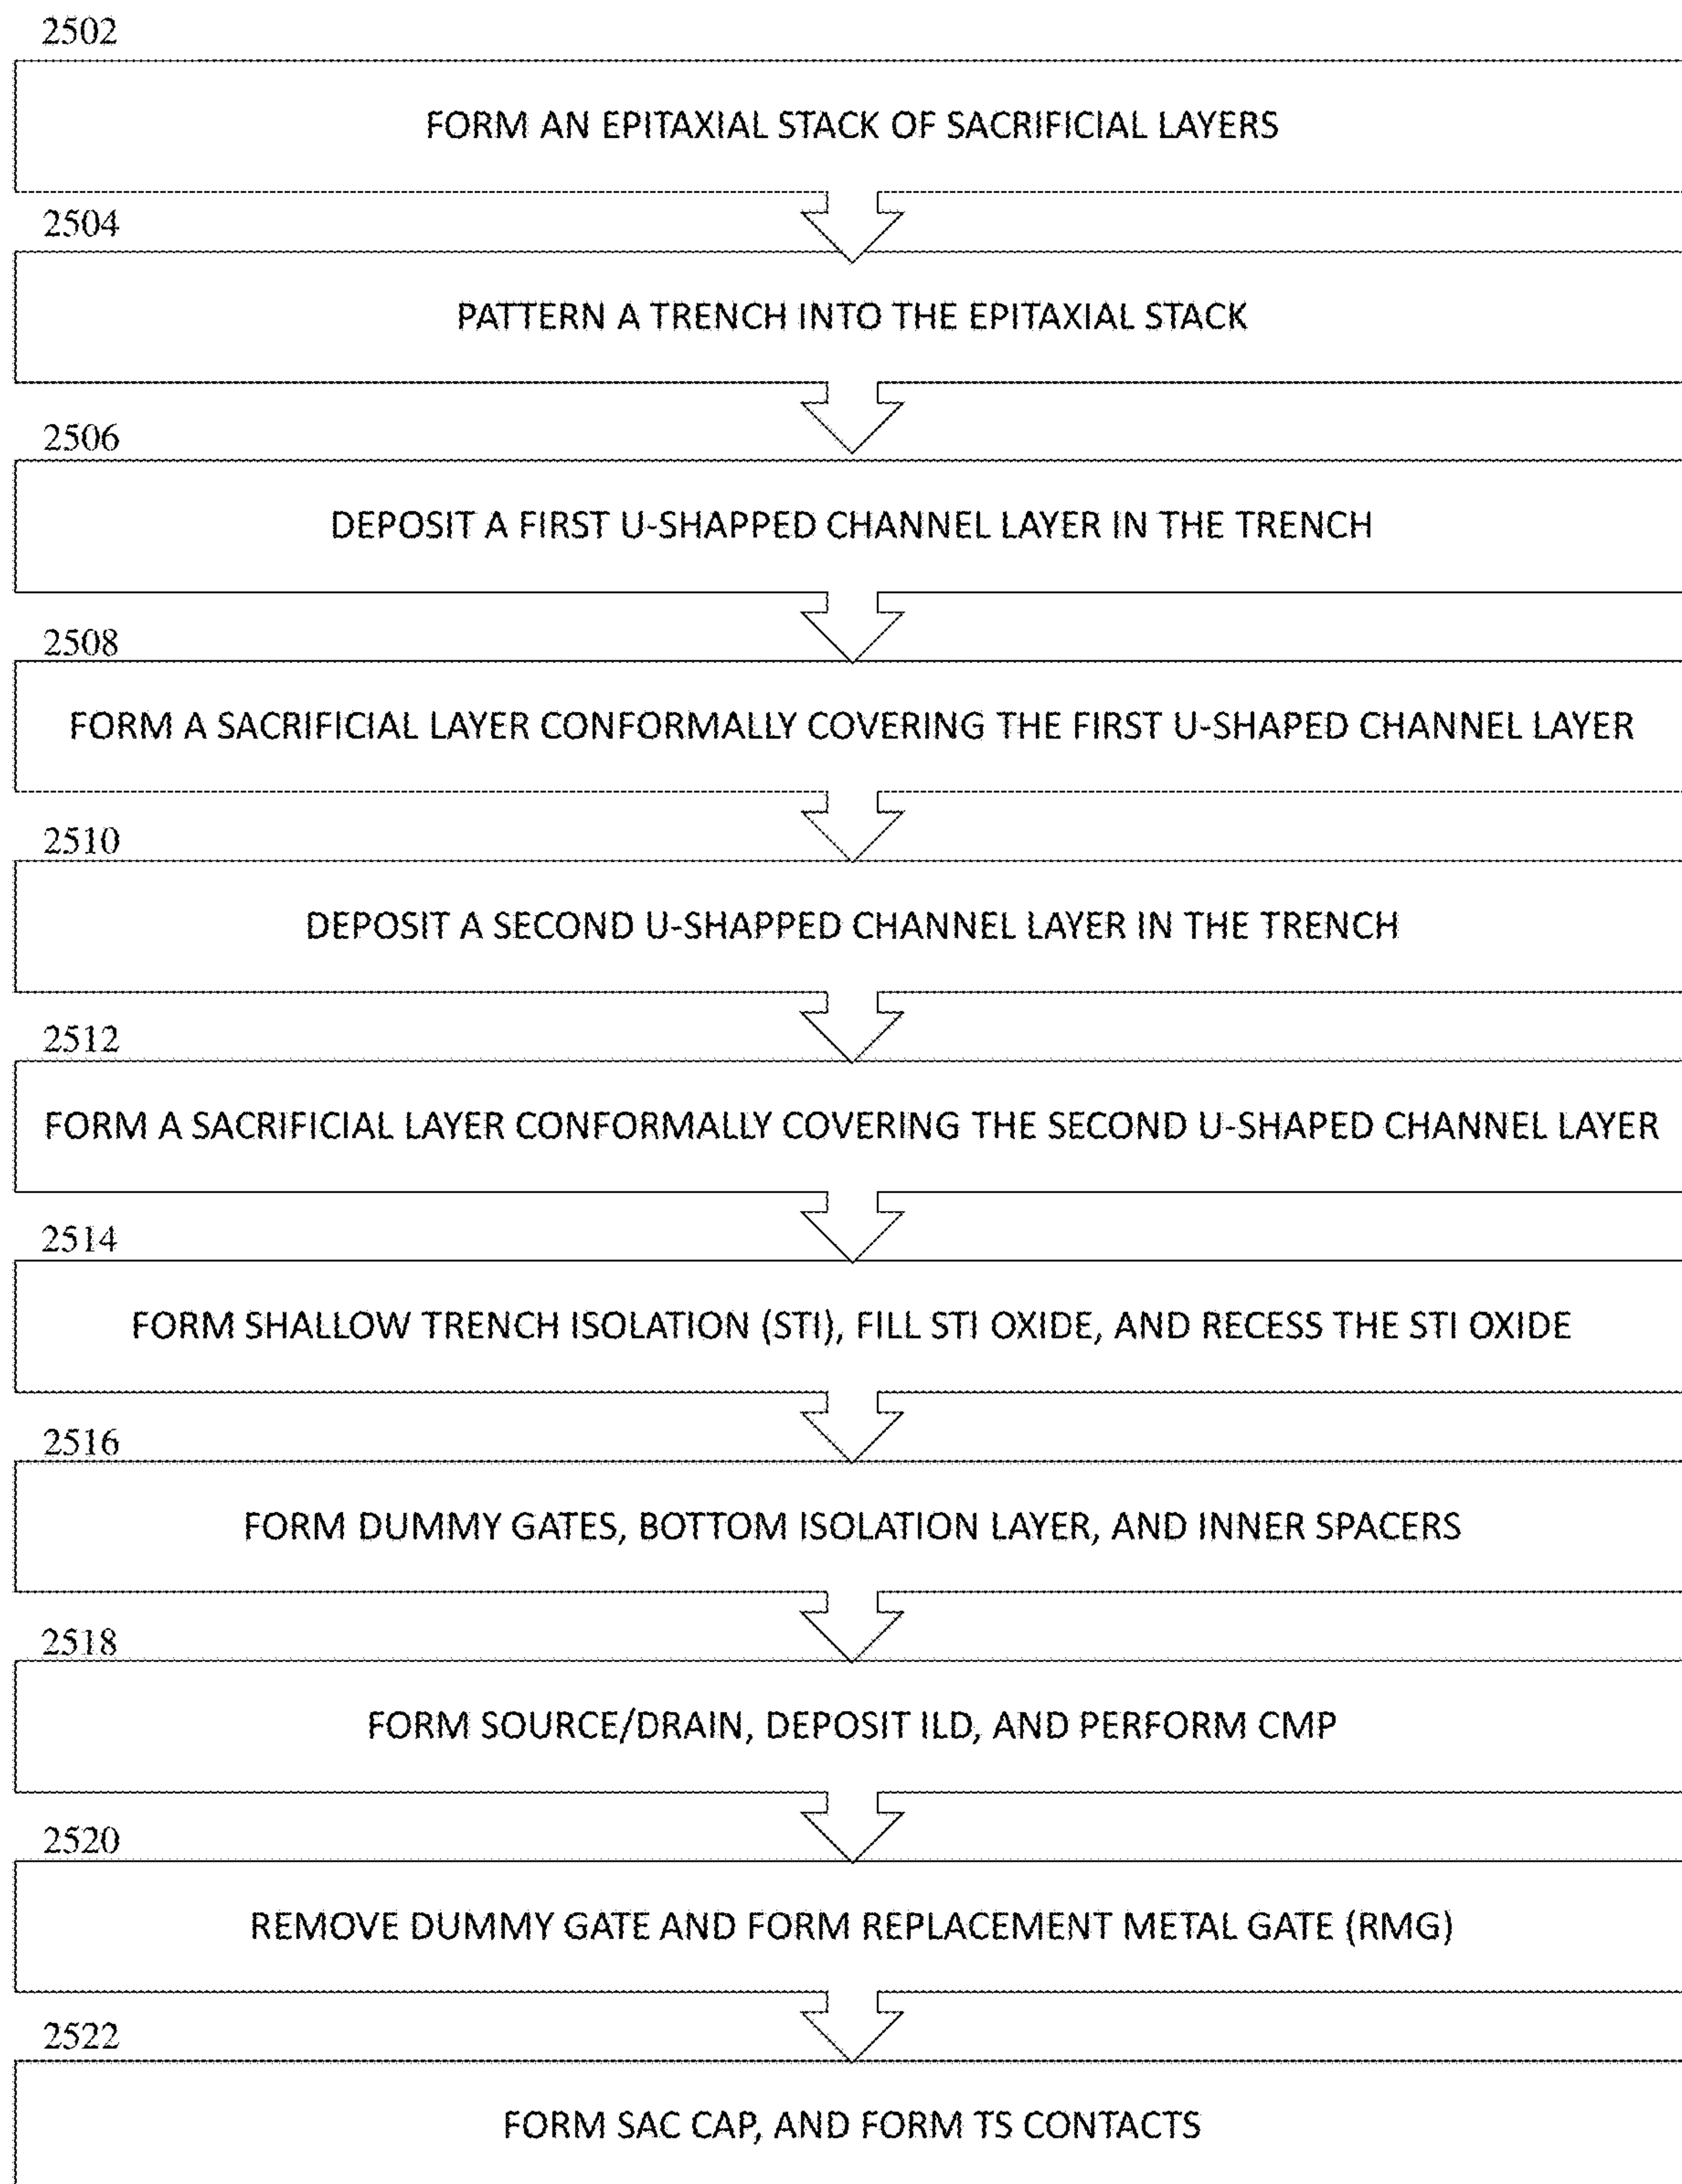 2502
FORM AN EPITAXIAL STACK OF SACRIFICIAL LAYERS
2504
PATTERN A TRENCH INTO THE EPITAXIAL STACK
2506
DEPOSIT A FIRST U-SHAPPED CHANNEL LAYER IN THE TRENCH
2508
FORM A SACRIFICIAL LAYER CONFORMALLY COVERING THE FIRST U-SHAPED CHANNEL LAYER
2510
DEPOSIT A SECOND U-SHAPPED CHANNEL LAYER IN THE TRENCH
2512
FORM A SACRIFICIAL LAYER CONFORMALLY COVERING THE SECOND U-SHAPED CHANNEL LAYER
2514
FORM SHALLOW TRENCH ISOLATION (STI), FILL STI OXIDE, AND RECESS THE STI OXIDE
2516
FORM DUMMY GATES, BOTTOM ISOLATION LAYER, AND INNER SPACERS
2518
FORM SOURCE/DRAIN, DEPOSIT ILD, AND PERFORM CMP
2520
REMOVE DUMMY GATE AND FORM REPLACEMENT METAL GATE (RMG)
2522
FORM SAC CAP, AND FORM TS CONTACTS